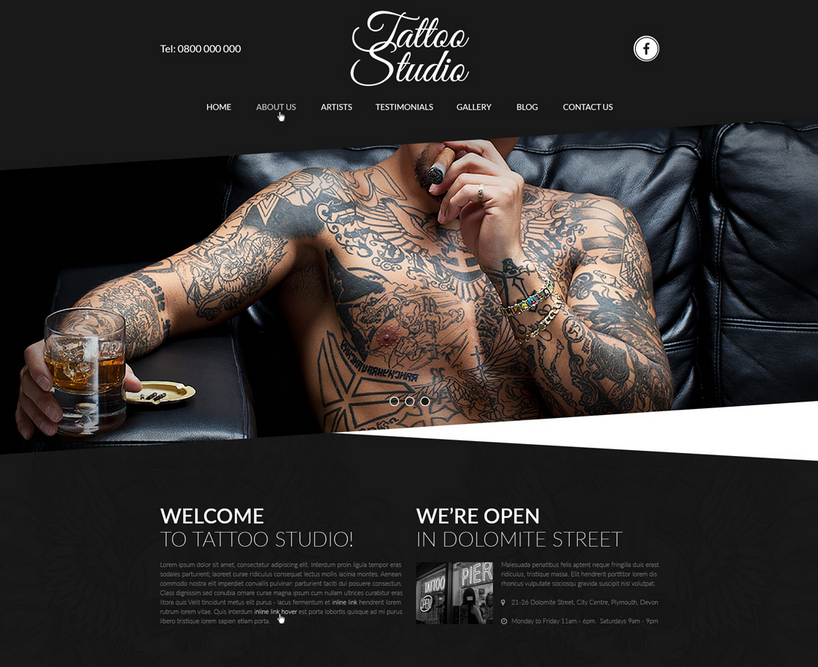 Tattoo
Studio
Tel: 0800 000 000
HOME ABOUT US ARTISTS TESTIMONIALS GALLERY BLOG CONTACT US
WELCOME
TO TATTOO STUDIO!
Lorem ipsum dolor sit amet, consectetur adipiscing elit. Interdum proin ligula tempor eras
sodales parturient; laoreet curae ridiculus consequat lectus mollis lacinia montes. Aenean
commodo nostra est imperdiet convallis pulvinar: parturient tincidunt dui posuere consectetur.
Class dignissim sed conubia ornare curae magna ipsum cum nullam ultrices curabitur eras
litora quis Velit tincidunt metus elit purus - lacus fermentum et inline link hendrerit lorem
rutrum lorem vitae. Quis interdum inline link hover est porta lobortis quisque ad mi purus
libero tristique lorem sapien etiam porta.
WE'RE OPEN
IN DOLOMITE STREET
TATTOO
PIER
Malesuada penatibus felis aptent neque fringilla duis erast
ridiculus, tristique massa. Elit hendrerit porttitor lorem dis
rhoncus vulputate sociosqu gravida suscipit nisl volutpat.
21-26 Dolomite Street, City Centre, Plymouth, Devon
Monday to Friday 11am - 6pm. Saturdays 9am - 9pm